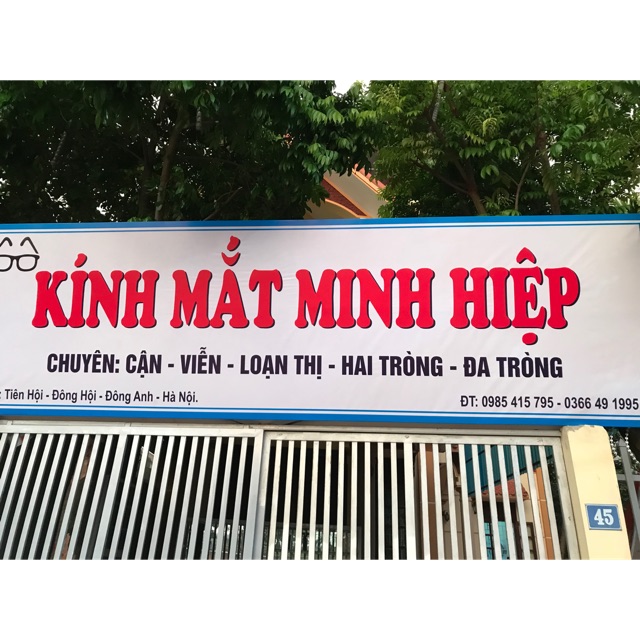 KÍNH MẮT MINH HIỆP
CHUYÊN: CẬN - VIỄN - LOẠN THỊ - HAI TRÒNG - ĐA TRÒNG
: Tiên Hội - Đông Hội - Đông Anh - Hà Nội.
ĐT: 0985 415 795 - 0366 49 1995
45